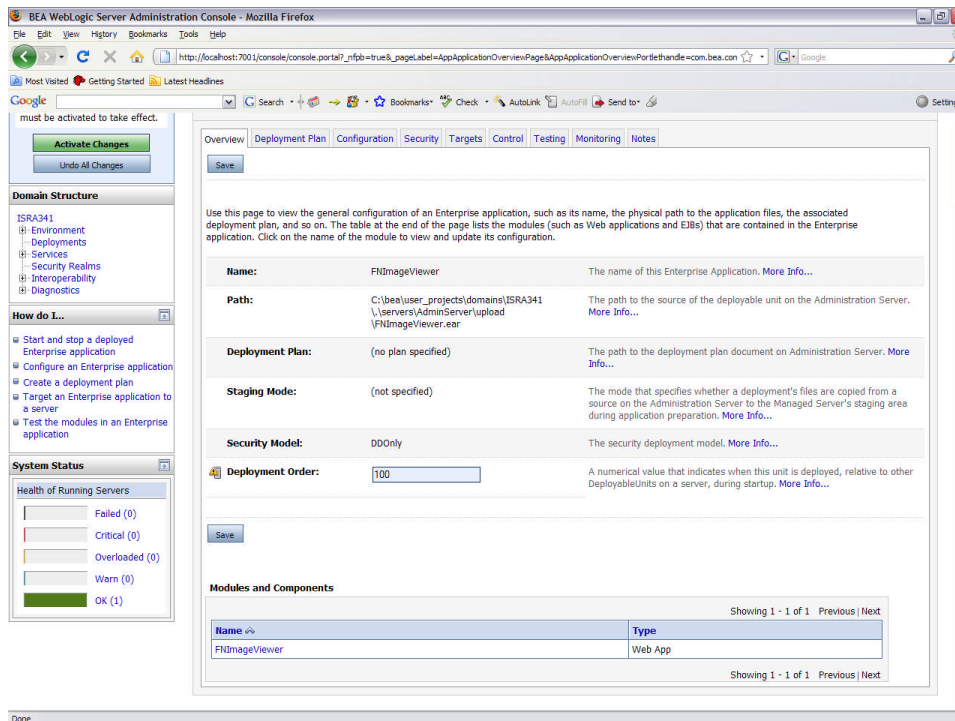 BEA WebLogic Server Administration Console - Mozilla Firefox
File Edit View History Bookmarks Tools Help
http://localhost:7001/console/console.portal?_nfpb=true&_pageLabel=AppApplicationOverviewPage&AppApplicationOverviewPortlethandle=com.bea.con
Google
Most Visited Getting Started Latest Headlines
Google Search Bookmarks Check AutoLink AutoFill Send to Setting
must be activated to take effect.
Activate Changes
Undo All Changes
Domain Structure
ISRA341
Environment
Deployments
Services
Security Realms
Interoperability
Diagnostics
How do I...
Start and stop a deployed
Enterprise application
Configure an Enterprise application
Create a deployment plan
Target an Enterprise application to
a server
Test the modules in an Enterprise
application
System Status
Health of Running Servers
Failed (0)
Critical (0)
Overloaded (0)
Warn (0)
OK (1)
Overview Deployment Plan Configuration Security Targets Control Testing Monitoring Notes
Save
Use this page to view the general configuration of an Enterprise application, such as its name, the physical path to the application files, the associated
deployment plan, and so on. The table at the end of the page lists the modules (such as Web applications and EJBs) that are contained in the Enterprise
application. Click on the name of the module to view and update its configuration.
Name: FNImageViewer The name of this Enterprise Application. More Info...
Path: C:\bea\user_projects\domains\ISRA341 The path to the source of the deployable unit on the Administration Server.
\.\servers\AdminServer\upload More Info...
\FNImageViewer.ear
Deployment Plan: (no plan specified) The path to the deployment plan document on Administration Server. More
Info...
Staging Mode: (not specified) The mode that specifies whether a deployment's files are copied from a
source on the Administration Server to the Managed Server's staging area
during application preparation. More Info...
Security Model: DDOnly The security deployment model. More Info...
Deployment Order: 100 A numerical value that indicates when this unit is deployed, relative to other
DeployableUnits on a server, during startup. More Info...
Save
Modules and Components
Showing 1 - 1 of 1 Previous | Next
Name Type
FNImageViewer Web App
Showing 1 - 1 of 1 Previous | Next
Done